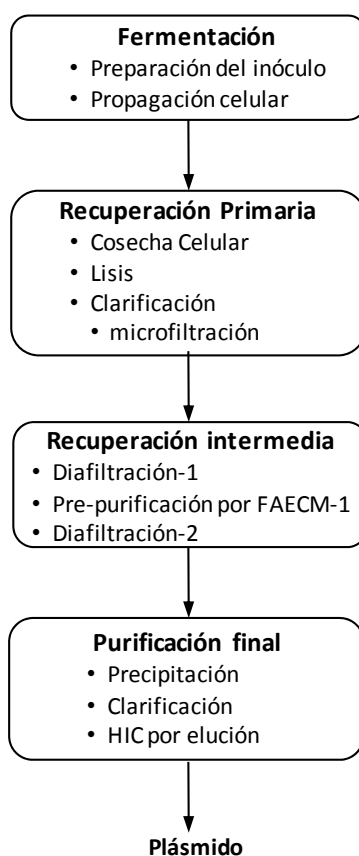 Fermentación
• Preparación del inóculo
• Propagación celular
Recuperación Primaria
• Cosecha Celular
• Lisis
• Clarificación
• microfiltración
Recuperación intermedia
• Diafiltración-1
• Pre-purificación por FAECM-1
• Diafiltración-2
Purificación final
• Precipitación
• Clarificación
• HIC por elución
Plásmido